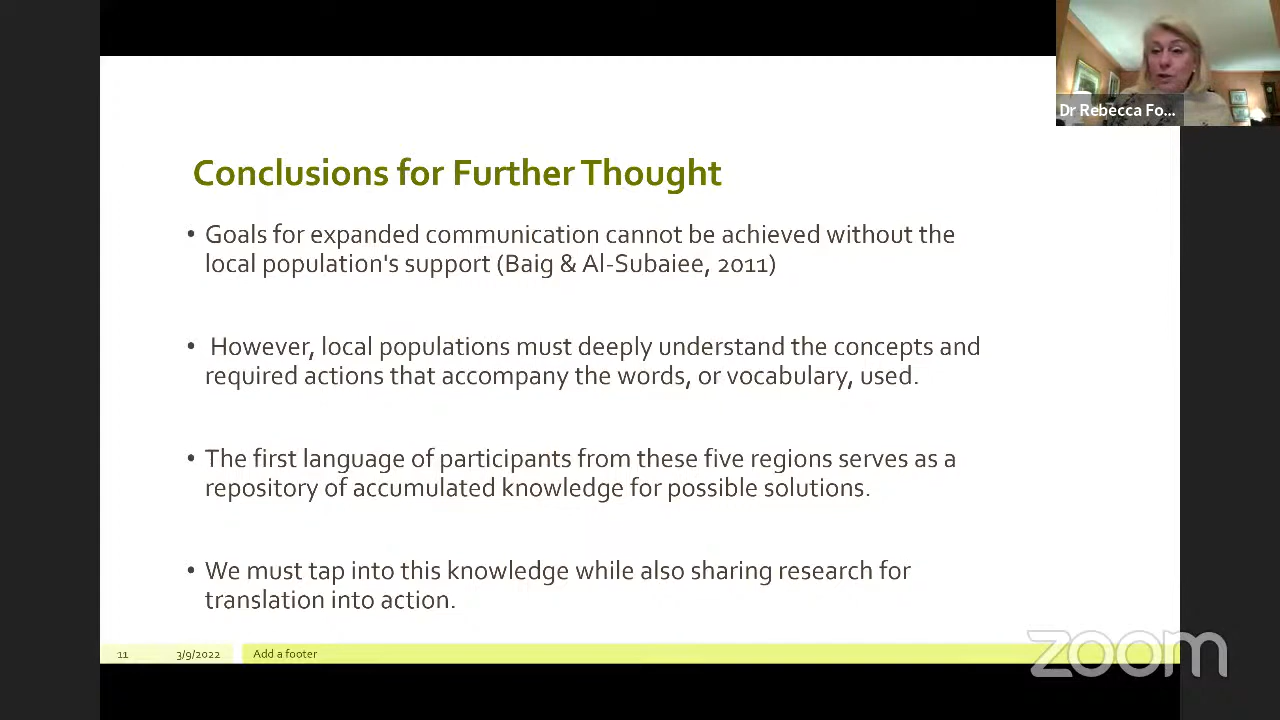 Dr Rebecca Fo...
Conclusions for Further Thought
• Goals for expanded communication cannot be achieved without the
local population's support (Baig & Al-Subaiee, 2011)
• However, local populations must deeply understand the concepts and
required actions that accompany the words, or vocabulary, used.
• The first language of participants from these five regions serves as a
repository of accumulated knowledge for possible solutions.
• We must tap into this knowledge while also sharing research for
translation into action.
11 3/9/2022 Add a footer
zoom